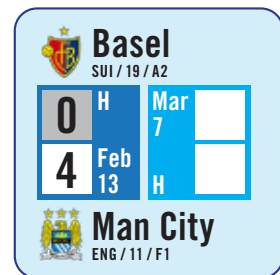 Basel
SUI / 19 / A2
0 H Mar 7
4 Feb 13 H
Man City
ENG / 11 / F1